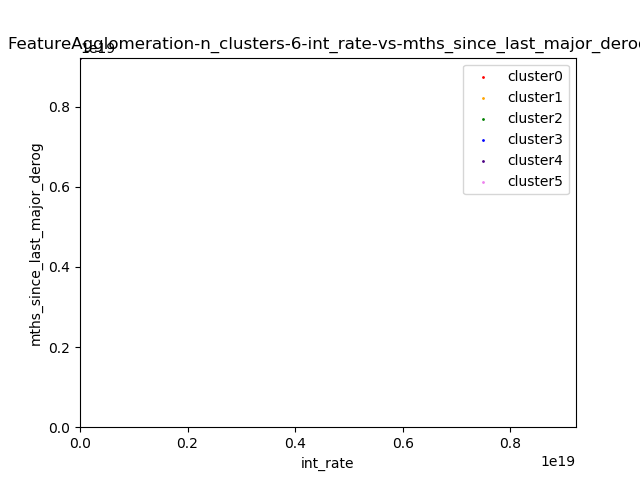 FeatureAgglomeration-n_clusters-6-int_rate-vs-mths_since_last_major_derog
1e19
cluster0
cluster1
cluster2
cluster3
cluster4
cluster5
mths_since_last_major_derog
0.8
0.6
0.4
0.2
0.0
0.0 0.2 0.4 0.6 0.8
1e19
int_rate